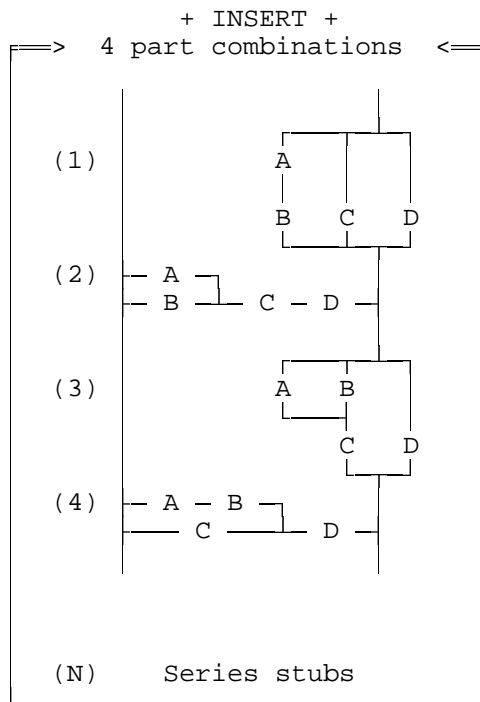 + INSERT +
==> 4 part combinations <==
(1) A
B C D
(2) A
B C D
(3) A B
C D
(4) A B
C D
(N) Series stubs